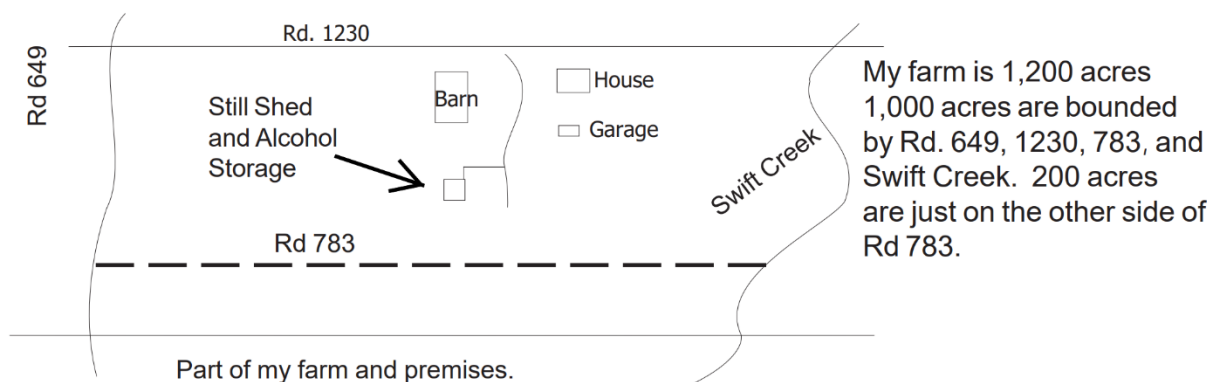 Rd. 1230
Rd 649
Barn
House
Garage
Still Shed
and Alcohol
Storage
Swift Creek
Rd 783
Part of my farm and premises.
My farm is 1,200 acres
1,000 acres are bounded
by Rd. 649, 1230, 783, and
Swift Creek.  200 acres
are just on the other side of
Rd 783.